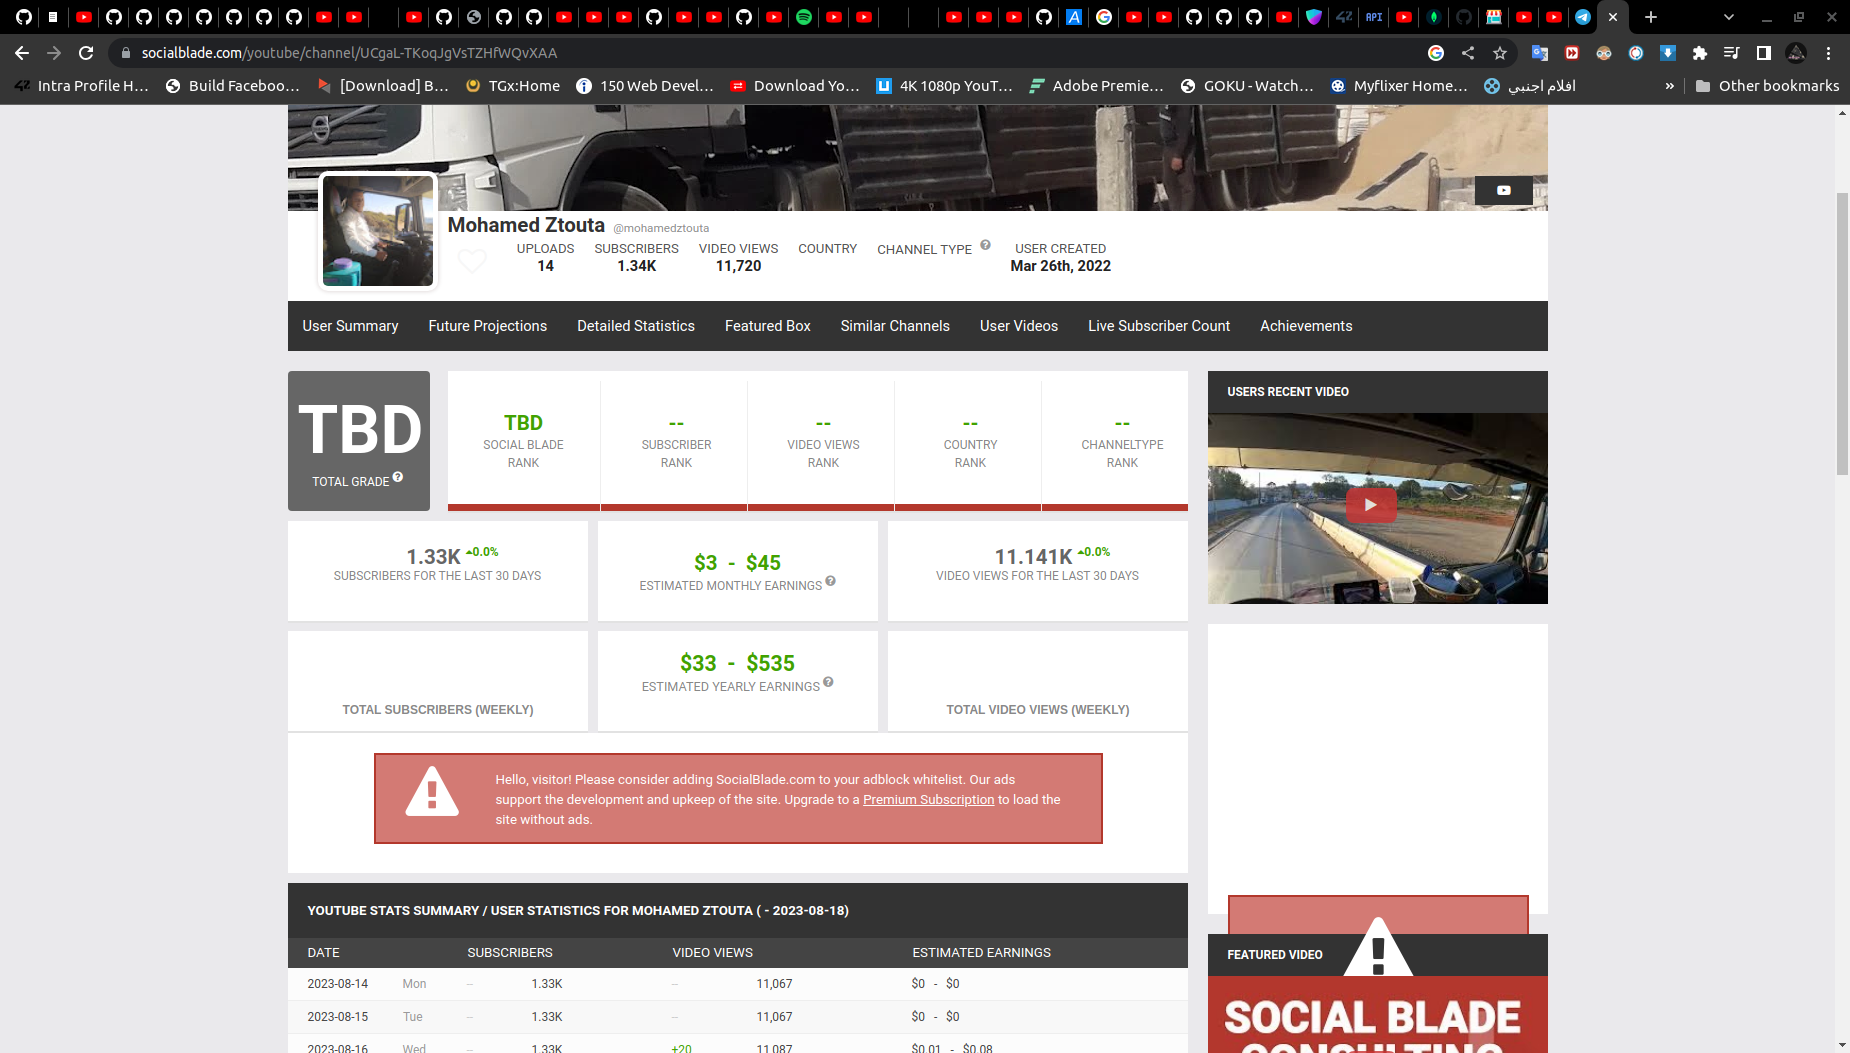 socialblade.com/youtube/channel/UCgaL-TKoqJgVsTZHfWQvXAA
Intra Profile H... Build Faceboo... [Download] B... TGx:Home 150 Web Devel... Download Yo... 4K 1080p YouT... Adobe Premie... GOKU - Watch... Myflixer Home... افلام اجنبي » Other bookmarks
Mohamed Ztouta @mohamedztouta
UPLOADS SUBSCRIBERS VIDEO VIEWS COUNTRY CHANNEL TYPE USER CREATED
14 1.34K 11,720 Mar 26th, 2022
User Summary Future Projections Detailed Statistics Featured Box Similar Channels User Videos Live Subscriber Count Achievements
TBD
TOTAL GRADE
TBD -- -- -- --
SOCIAL BLADE SUBSCRIBER VIDEO VIEWS COUNTRY CHANNELTYPE
RANK RANK RANK RANK RANK
USERS RECENT VIDEO
1.33K 0.0%
SUBSCRIBERS FOR THE LAST 30 DAYS
$3 - $45
ESTIMATED MONTHLY EARNINGS
11.141K 0.0%
VIDEO VIEWS FOR THE LAST 30 DAYS
TOTAL SUBSCRIBERS (WEEKLY)
$33 - $535
ESTIMATED YEARLY EARNINGS
TOTAL VIDEO VIEWS (WEEKLY)
Hello, visitor! Please consider adding SocialBlade.com to your adblock whitelist. Our ads
support the development and upkeep of the site. Upgrade to a Premium Subscription to load the
site without ads.
YOUTUBE STATS SUMMARY / USER STATISTICS FOR MOHAMED ZTOUTA ( - 2023-08-18)
DATE SUBSCRIBERS VIDEO VIEWS ESTIMATED EARNINGS
2023-08-14 Mon -- 1.33K -- 11,067 $0 - $0
2023-08-15 Tue -- 1.33K -- 11,067 $0 - $0
2023-08-16 Wed -- 1.33K +20 11,087 $0.01 - $0.08
FEATURED VIDEO
SOCIAL BLADE
CONSULTING